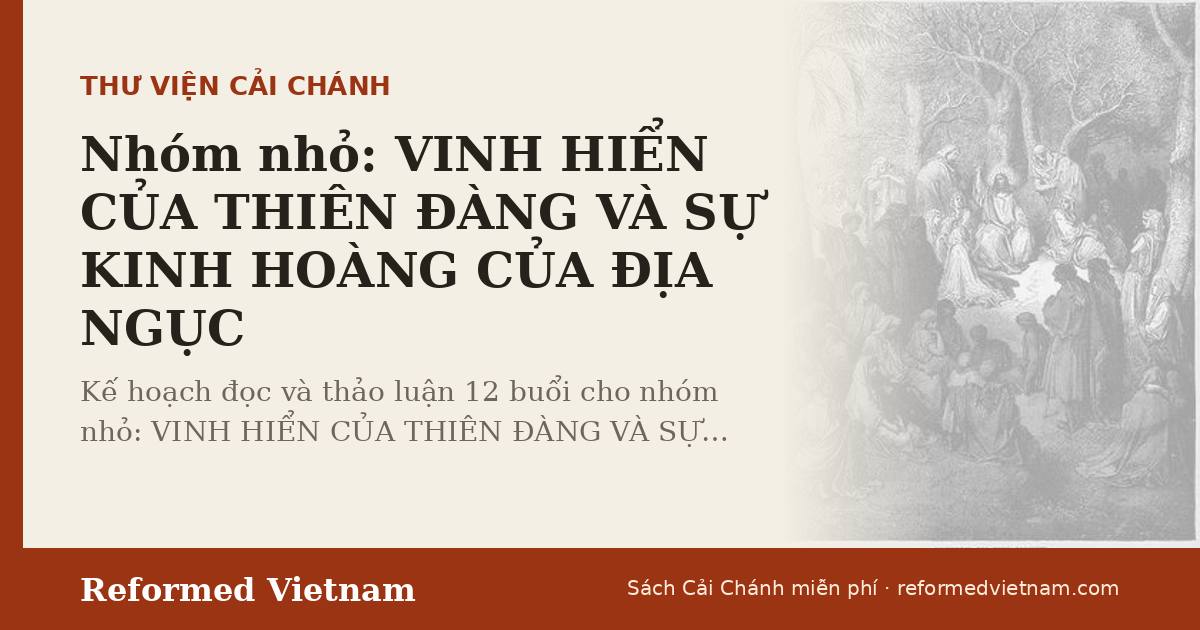 THƯ VIỆN CẢI CHÁNH
Nhóm nhỏ: VINH HIỂN
CỦA THIÊN ĐÀNG VÀ SỰ
KINH HOÀNG CỦA ĐỊA
NGỤC
Kế hoạch đọc và thảo luận 12 buổi cho nhóm
nhỏ: VINH HIỂN CỦA THIÊN ĐÀNG VÀ SỰ...
Reformed Vietnam
Sách Cải Chánh miễn phí · reformedvietnam.com